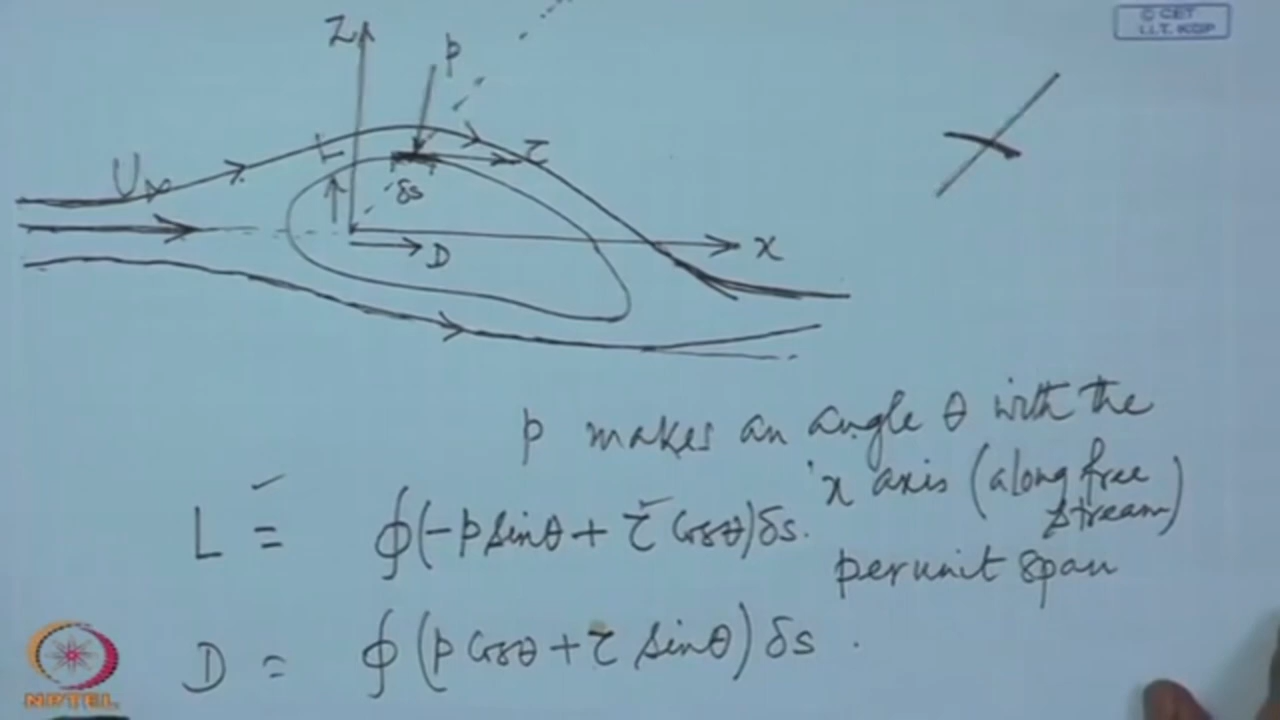 © CET
I.I.T. KGP
Z
p
L
τ
U∞
δs
D
x
p makes an angle θ with the
x axis (along free
stream)
L = ∮(-p sinθ + τ cosθ)δs.
per unit span
D = ∮(p cosθ + τ sinθ) δs .
NPTEL